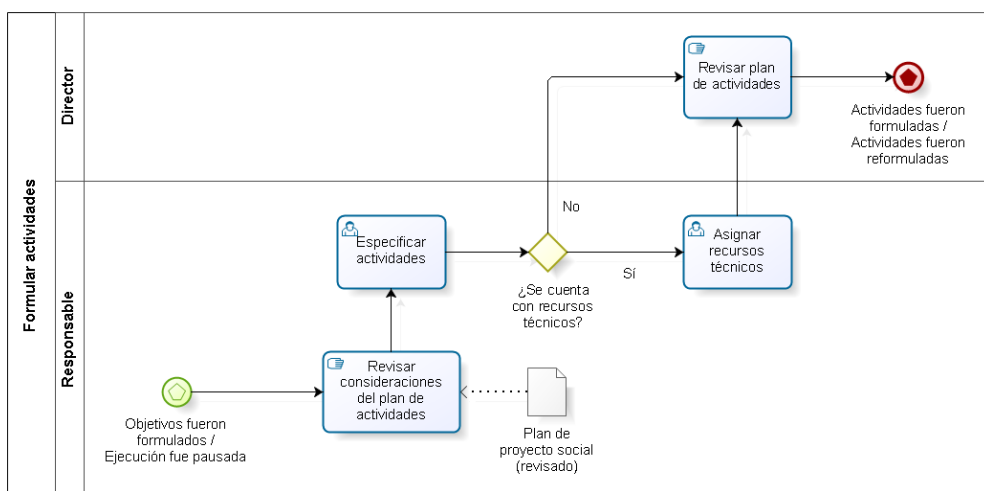 Formular actividades
Director
Revisar plan
de actividades
Actividades fueron
formuladas /
Actividades fueron
reformuladas
Responsable
No
Especificar
actividades
Asignar
recursos
técnicos
Sí
¿Se cuenta
con recursos
técnicos?
Revisar
consideraciones
del plan de
actividades
Objetivos fueron
formulados /
Ejecución fue pausada
Plan de
proyecto social
(revisado)